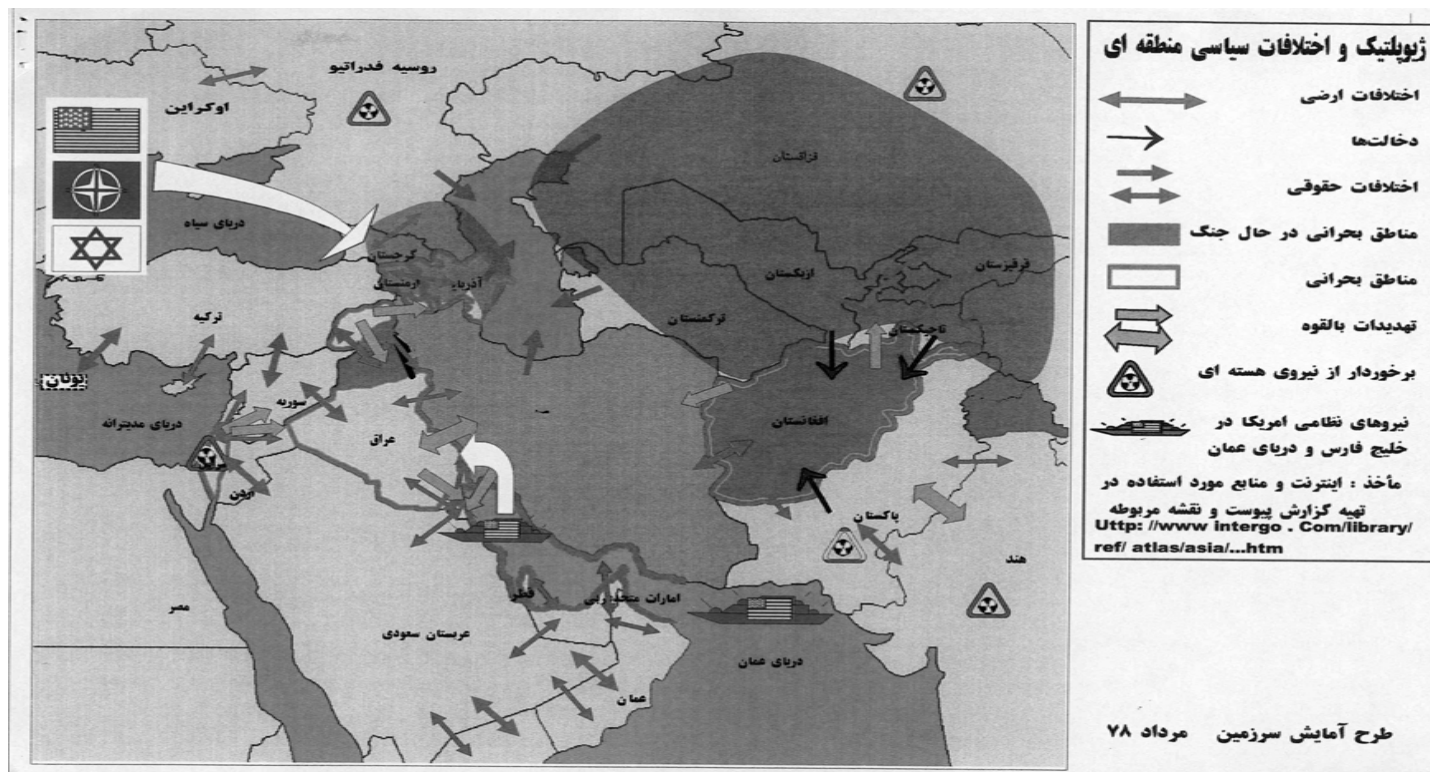 ژیوپلتیک و اختلافات سیاسی منطقه ای
اختلافات ارضی
دخالت‌ها
اختلافات حقوقی
مناطق بحرانی در حال جنگ
مناطق بحرانی
تهدیدات بالقوه
برخوردار از نیروی هسته ای
نیروهای نظامی امریکا در
خلیج فارس و دریای عمان
مأخذ : اینترنت و منابع مورد استفاده در
تهیه گزارش پیوست و نقشه مربوطه
Uttp: //www intergo . Com/library/
ref/ atlas/asia/...htm
طرح آمایش سرزمین مرداد ۷۸
روسیه فدراتیو
اوکراین
قزاقستان
دریای سیاه
گرجستان
ارمنستان
ازبکستان
قرقیزستان
ترکیه
ترکمنستان
تاجیکستان
یونان
سوریه
دریای مدیترانه
عراق
افغانستان
اردن
پاکستان
هند
مصر
قطر
امارات متحده
عربستان سعودی
دریای عمان
عمان